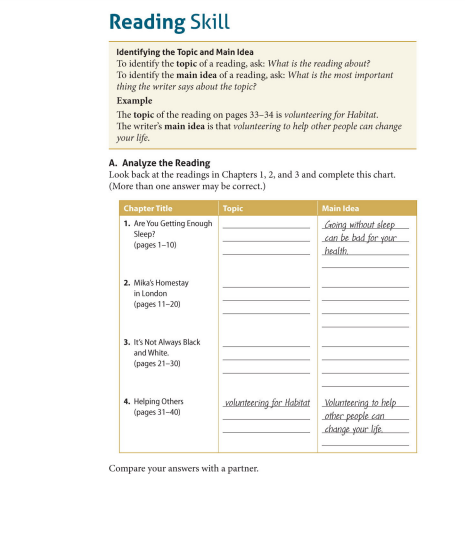 Reading Skill
Identifying the Topic and Main Idea
To identify the topic of a reading, ask: What is the reading about?
To identify the main idea of a reading, ask: What is the most important
thing the writer says about the topic?
Example
The topic of the reading on pages 33–34 is volunteering for Habitat.
The writer's main idea is that volunteering to help other people can change
your life.
A. Analyze the Reading
Look back at the readings in Chapters 1, 2, and 3 and complete this chart.
(More than one answer may be correct.)
Chapter Title Topic Main Idea
1. Are You Getting Enough
Sleep?
(pages 1–10)
Going without sleep
can be bad for your
health.
2. Mika's Homestay
in London
(pages 11–20)
3. It's Not Always Black
and White.
(pages 21–30)
4. Helping Others
(pages 31–40)
volunteering for Habitat
Volunteering to help
other people can
change your life.
Compare your answers with a partner.